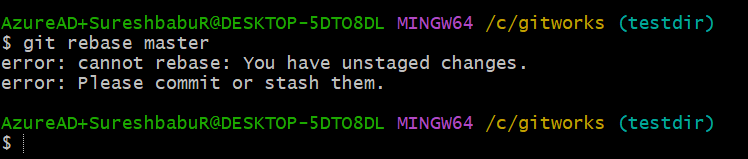 AzureAD+SureshbabuR@DESKTOP-5DTO8DL MINGW64 /c/gitworks (testdir)
$ git rebase master
error: cannot rebase: You have unstaged changes.
error: Please commit or stash them.
AzureAD+SureshbabuR@DESKTOP-5DTO8DL MINGW64 /c/gitworks (testdir)
$